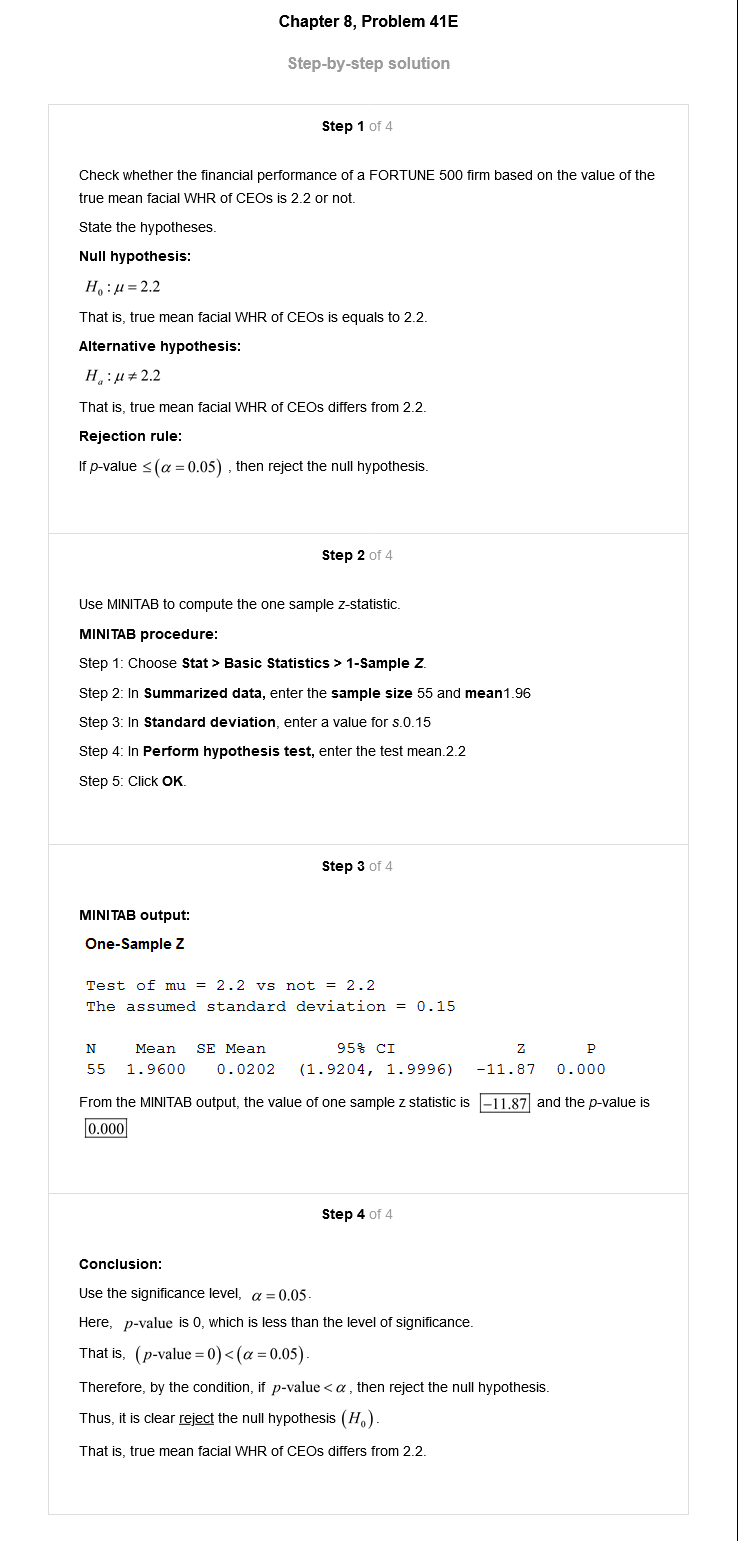 Chapter 8, Problem 41E
Step-by-step solution
Step 1 of 4
Check whether the financial performance of a FORTUNE 500 firm based on the value of the
true mean facial WHR of CEOs is 2.2 or not.
State the hypotheses.
Null hypothesis:
H₀ : μ = 2.2
That is, true mean facial WHR of CEOs is equals to 2.2.
Alternative hypothesis:
Hₐ : μ ≠ 2.2
That is, true mean facial WHR of CEOs differs from 2.2.
Rejection rule:
If p-value ≤ (α = 0.05) , then reject the null hypothesis.
Step 2 of 4
Use MINITAB to compute the one sample z-statistic.
MINITAB procedure:
Step 1: Choose Stat > Basic Statistics > 1-Sample Z.
Step 2: In Summarized data, enter the sample size 55 and mean1.96
Step 3: In Standard deviation, enter a value for s.0.15
Step 4: In Perform hypothesis test, enter the test mean.2.2
Step 5: Click OK.
Step 3 of 4
MINITAB output:
One-Sample Z
Test of mu = 2.2 vs not = 2.2
The assumed standard deviation = 0.15
N Mean SE Mean 95% CI Z P
55 1.9600 0.0202 (1.9204, 1.9996) -11.87 0.000
From the MINITAB output, the value of one sample z statistic is −11.87 and the p-value is
0.000
Step 4 of 4
Conclusion:
Use the significance level, α = 0.05.
Here, p-value is 0, which is less than the level of significance.
That is, (p-value = 0) < (α = 0.05).
Therefore, by the condition, if p-value < α, then reject the null hypothesis.
Thus, it is clear reject the null hypothesis (H₀).
That is, true mean facial WHR of CEOs differs from 2.2.